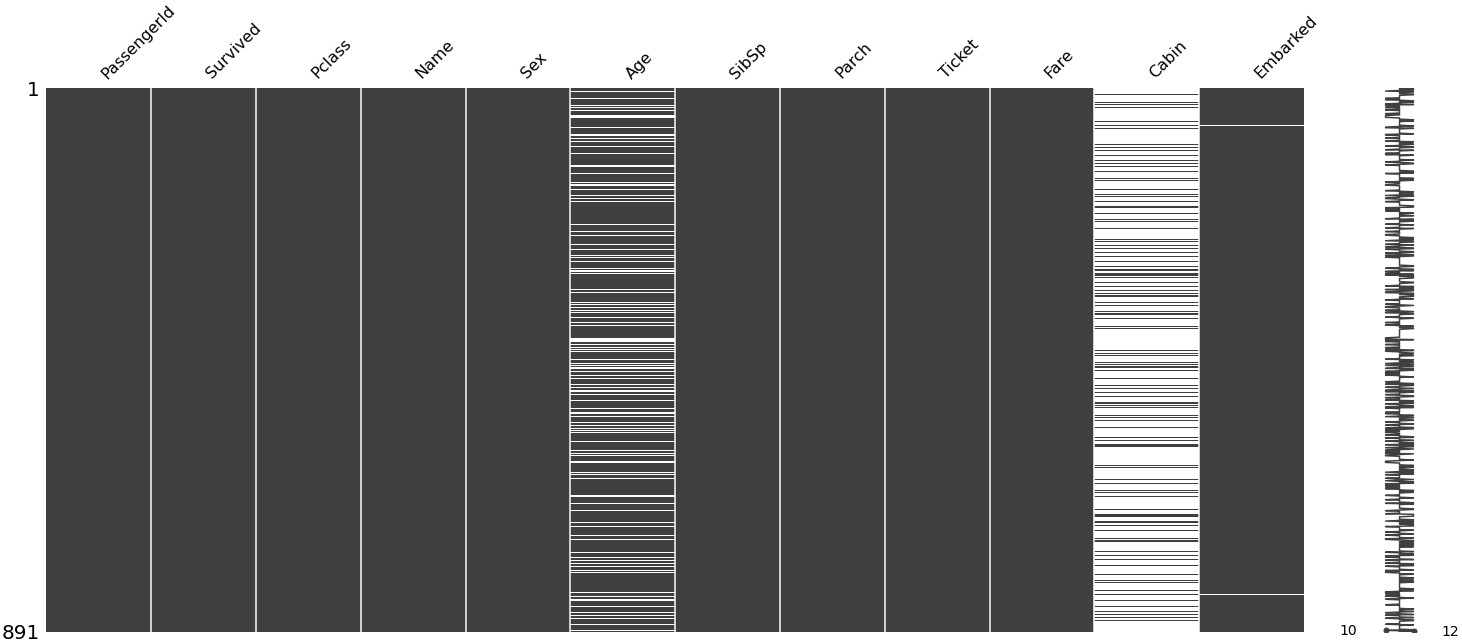 PassengerId
Survived
Pclass
Name
Sex
Age
SibSp
Parch
Ticket
Fare
Cabin
Embarked
1
891
10
12